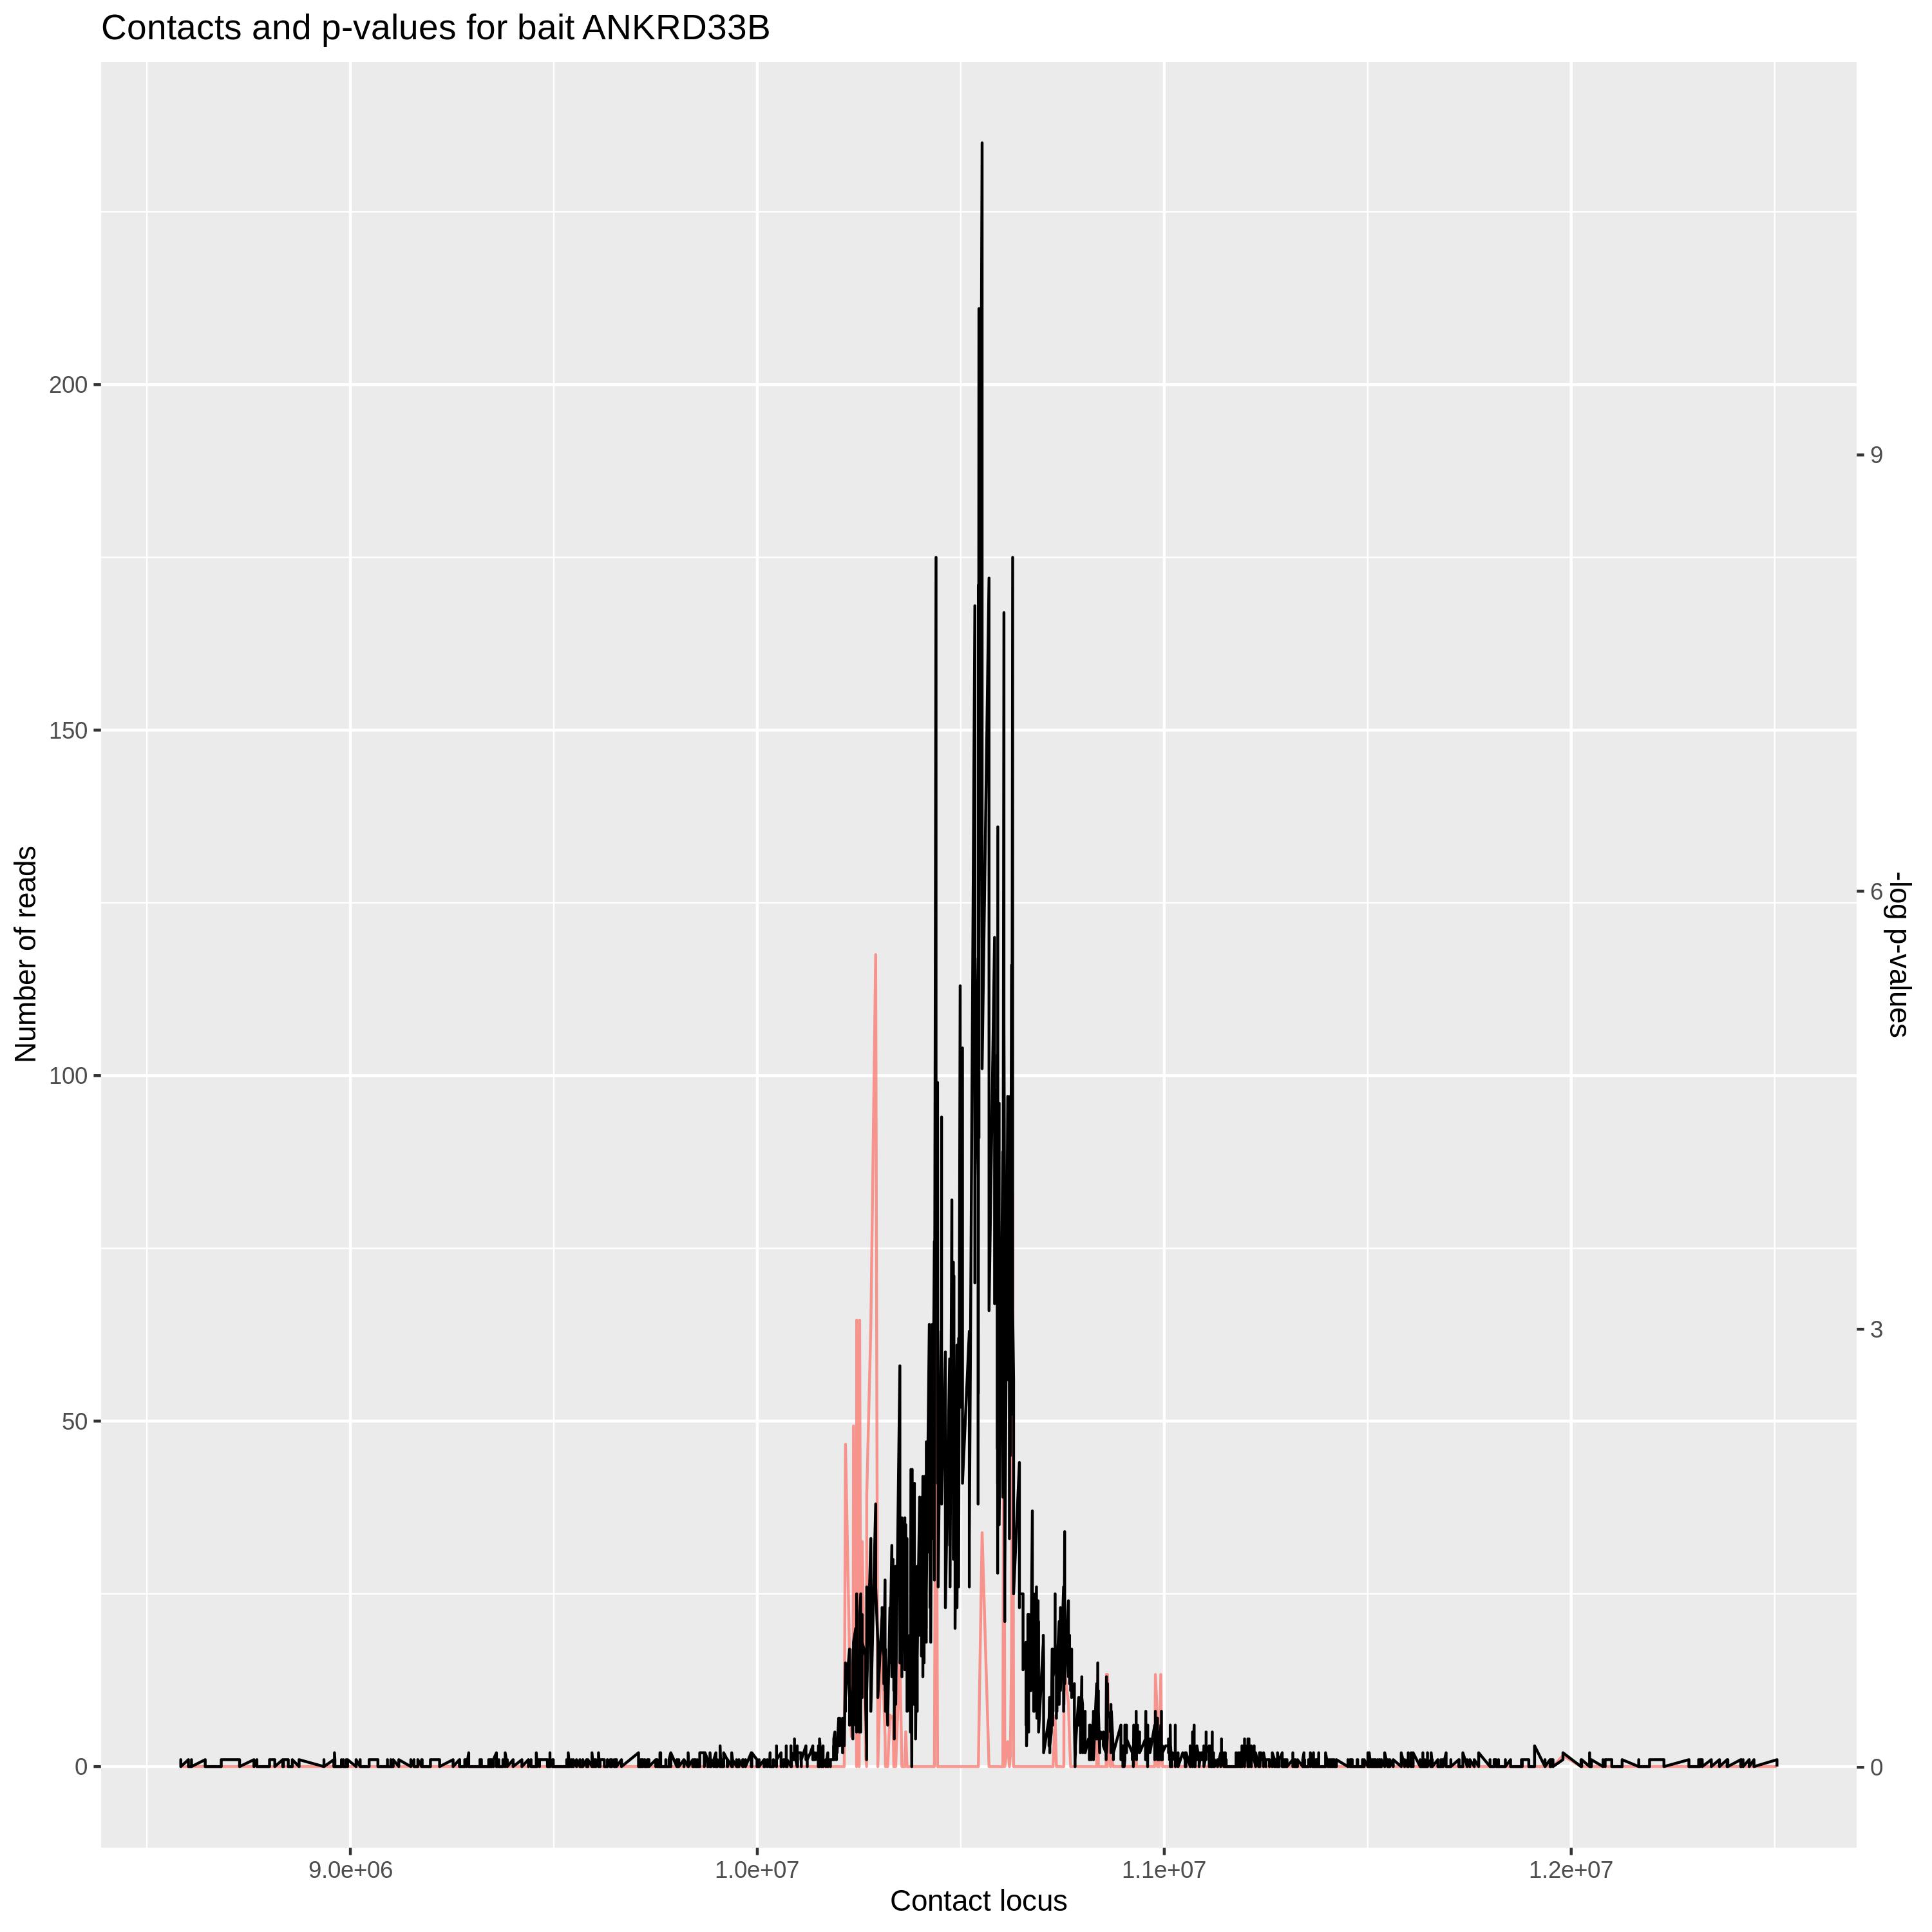 Contacts and p-values for bait ANKRD33B
Number of reads
200
150
100
50
0
9
6
3
0
-log p-values
9.0e+06
1.0e+07
1.1e+07
1.2e+07
Contact locus